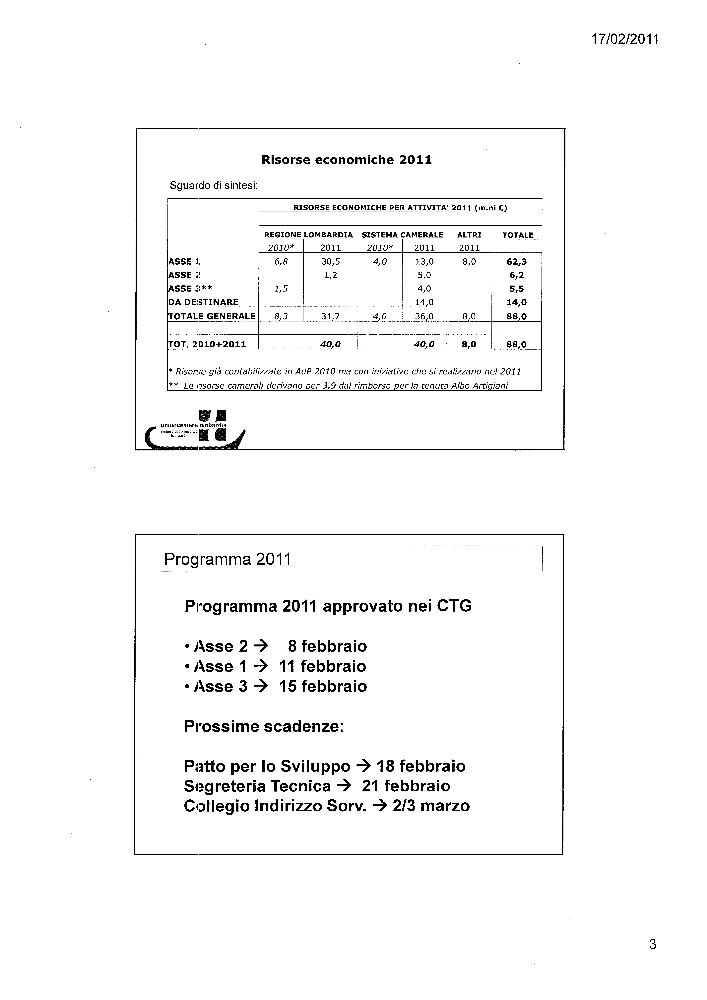 17/02/2011
Risorse economiche 2011
Sguardo di sintesi:
RISORSE ECONOMICHE PER ATTIVITA' 2011 (m.ni €)
REGIONE LOMBARDIA SISTEMA CAMERALE ALTRI TOTALE
2010* 2011 2010* 2011 2011
ASSE 1. 6,8 30,5 4,0 13,0 8,0 62,3
ASSE 2 1,2 5,0 6,2
ASSE 3** 1,5 4,0 5,5
DA DESTINARE 14,0 14,0
TOTALE GENERALE 8,3 31,7 4,0 36,0 8,0 88,0
TOT. 2010+2011 40,0 40,0 8,0 88,0
* Risorse già contabilizzate in AdP 2010 ma con iniziative che si realizzano nel 2011
** Le risorse camerali derivano per 3,9 dal rimborso per la tenuta Albo Artigiani
unioncamerelombardia
camere di commercio
lombarde
Programma 2011
Programma 2011 approvato nei CTG
• Asse 2 → 8 febbraio
• Asse 1 → 11 febbraio
• Asse 3 → 15 febbraio
Prossime scadenze:
Patto per lo Sviluppo → 18 febbraio
Segreteria Tecnica → 21 febbraio
Collegio Indirizzo Sorv. → 2/3 marzo
3